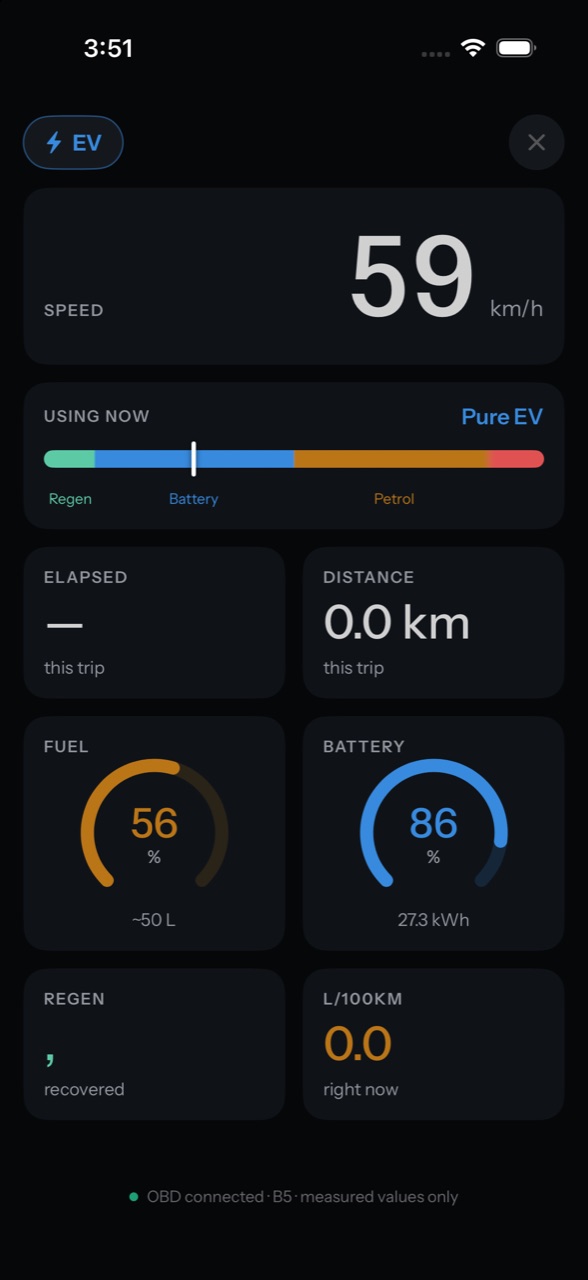 3:51
EV
SPEED 59 km/h
USING NOW Pure EV
Regen Battery Petrol
ELAPSED DISTANCE
— 0.0 km
this trip this trip
FUEL BATTERY
56 86
% %
~50 L 27.3 kWh
REGEN L/100KM
, 0.0
recovered right now
OBD connected · B5 · measured values only